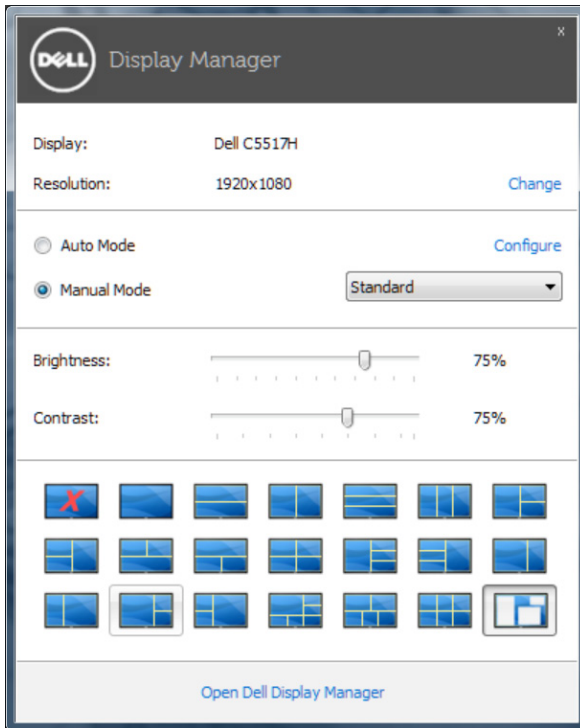 x
DELL Display Manager
Display: Dell C5517H
Resolution: 1920x1080 Change
Auto Mode Configure
Manual Mode Standard
Brightness: 75%
Contrast: 75%
Open Dell Display Manager